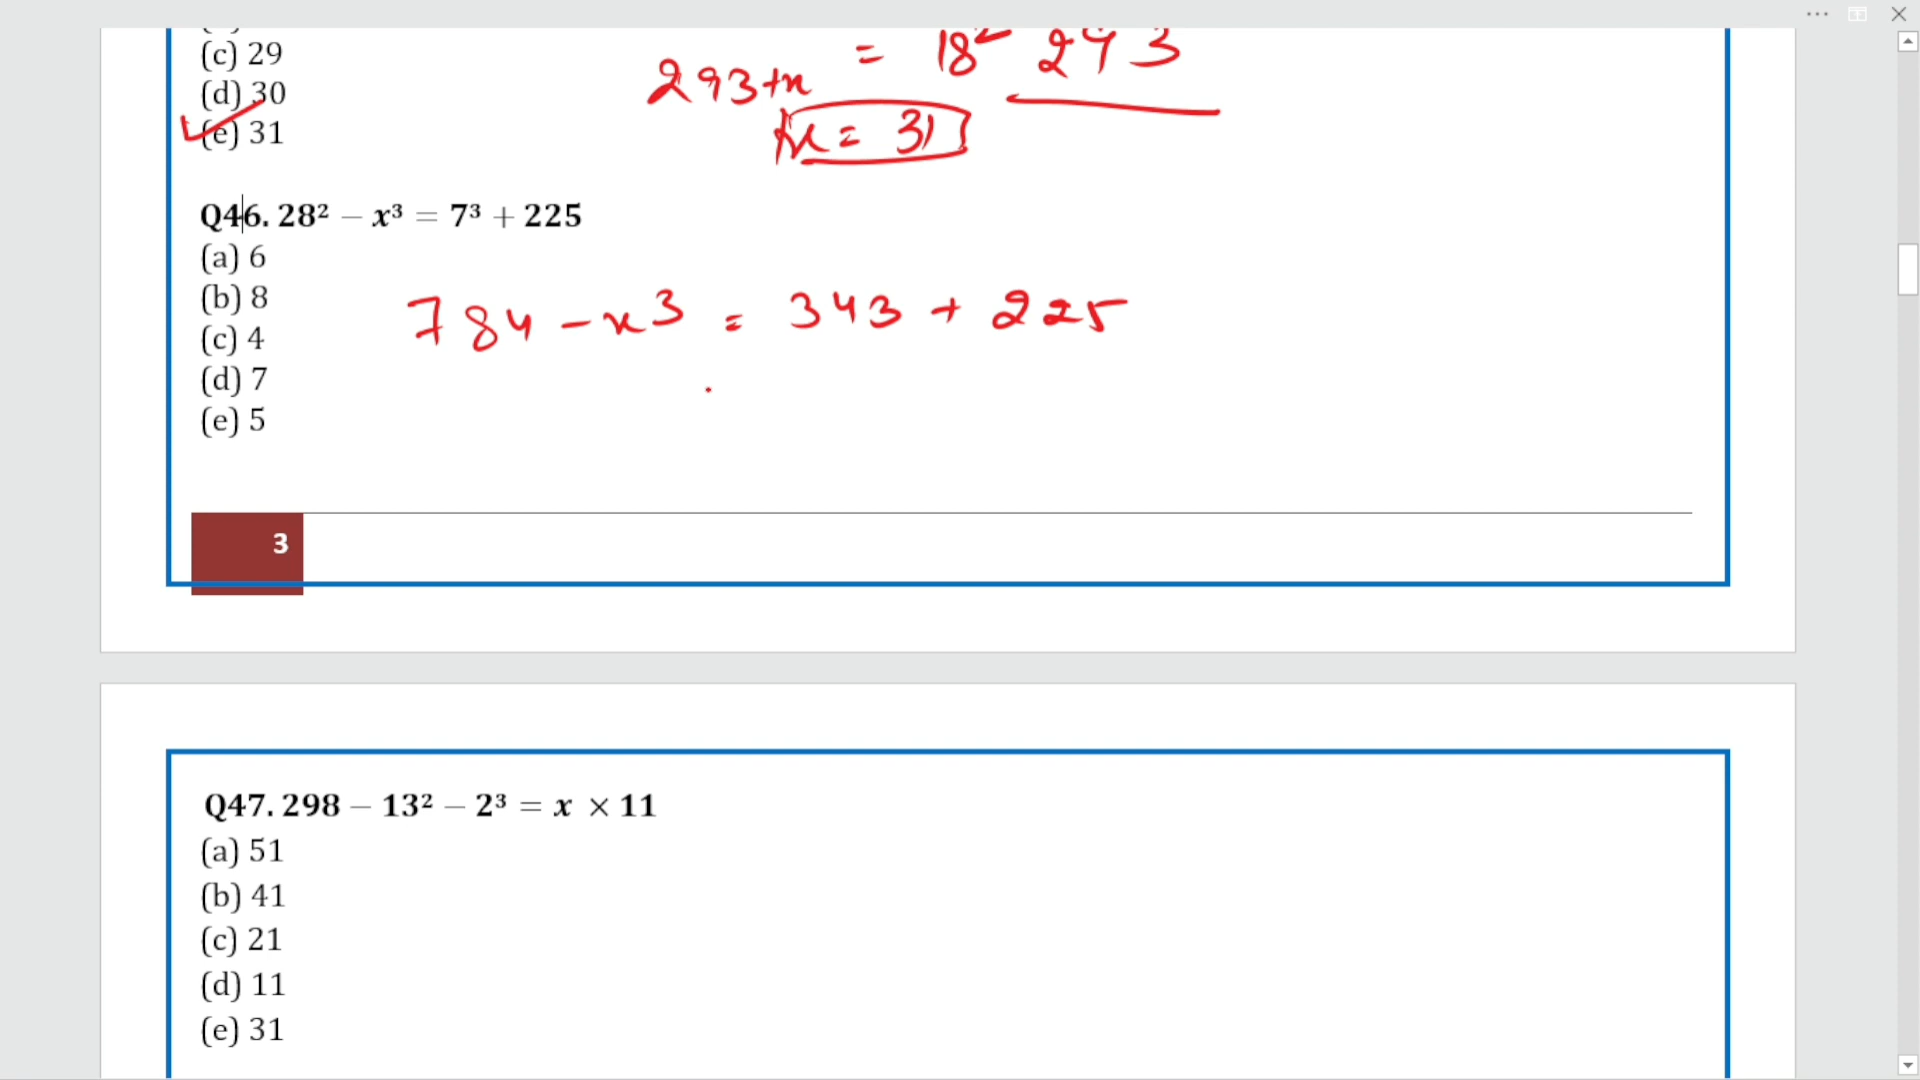 (c) 29
= 18² 293
(d) 30
293+x
(e) 31
x = 31
Q46. 28² − x³ = 7³ + 225
(a) 6
(b) 8
784 − x³ = 343 + 225
(c) 4
(d) 7
(e) 5
3
Q47. 298 − 13² − 2³ = x × 11
(a) 51
(b) 41
(c) 21
(d) 11
(e) 31